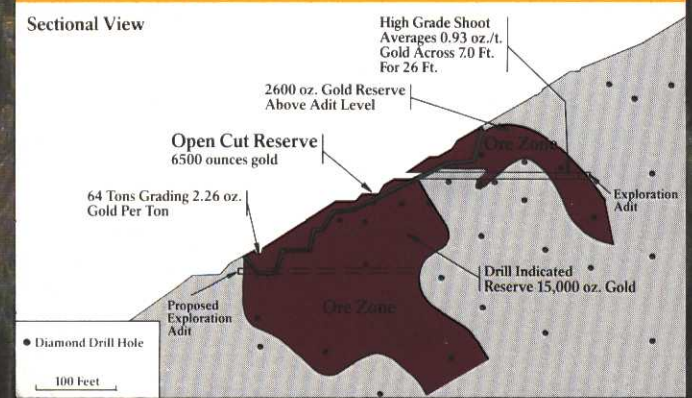 Sectional View
High Grade Shoot
Averages 0.93 oz./t.
Gold Across 7.0 Ft.
For 26 Ft.
2600 oz. Gold Reserve
Above Adit Level
Ore Zone
Open Cut Reserve
6500 ounces gold
64 Tons Grading 2.26 oz.
Gold Per Ton
Exploration
Adit
Drill Indicated
Reserve 15,000 oz. Gold
Proposed
Exploration
Adit
Ore Zone
Diamond Drill Hole
100 Feet